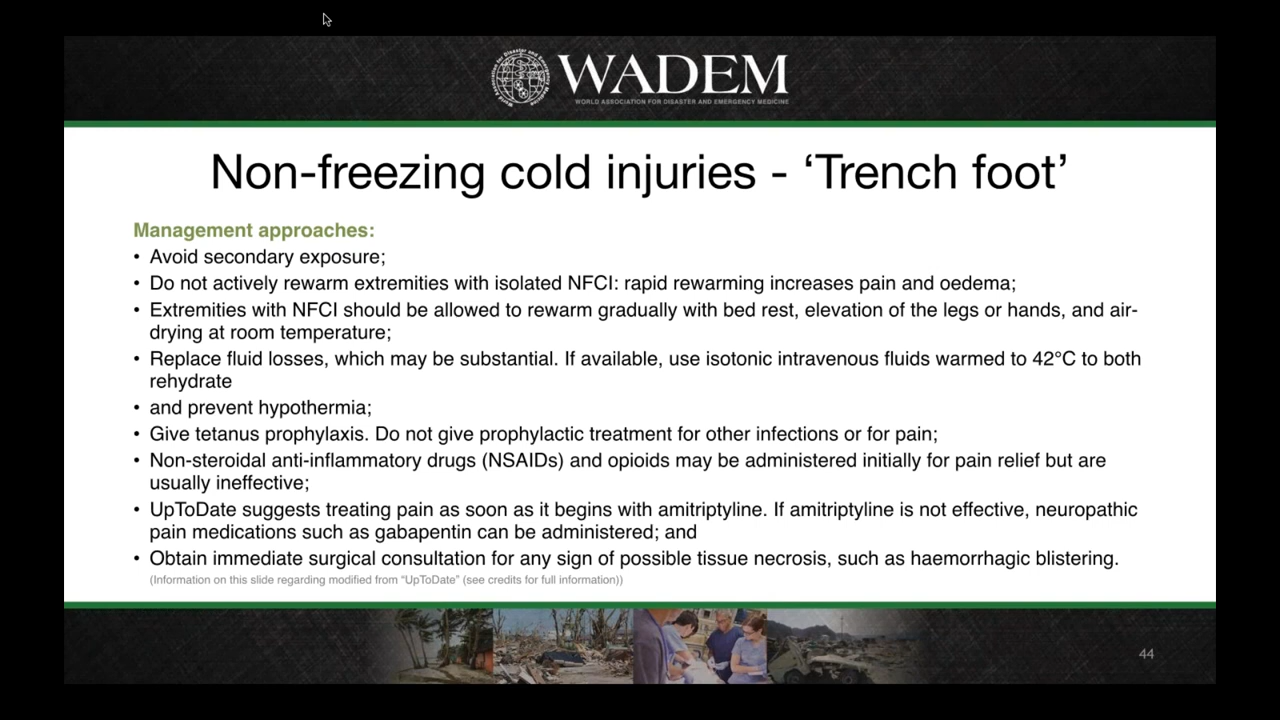 WADEM
WORLD ASSOCIATION FOR DISASTER AND EMERGENCY MEDICINE
Non-freezing cold injuries - ‘Trench foot’
Management approaches:
• Avoid secondary exposure;
• Do not actively rewarm extremities with isolated NFCI: rapid rewarming increases pain and oedema;
• Extremities with NFCI should be allowed to rewarm gradually with bed rest, elevation of the legs or hands, and air-
drying at room temperature;
• Replace fluid losses, which may be substantial. If available, use isotonic intravenous fluids warmed to 42°C to both
rehydrate
• and prevent hypothermia;
• Give tetanus prophylaxis. Do not give prophylactic treatment for other infections or for pain;
• Non-steroidal anti-inflammatory drugs (NSAIDs) and opioids may be administered initially for pain relief but are
usually ineffective;
• UpToDate suggests treating pain as soon as it begins with amitriptyline. If amitriptyline is not effective, neuropathic
pain medications such as gabapentin can be administered; and
• Obtain immediate surgical consultation for any sign of possible tissue necrosis, such as haemorrhagic blistering.
(Information on this slide regarding modified from “UpToDate” (see credits for full information))
44